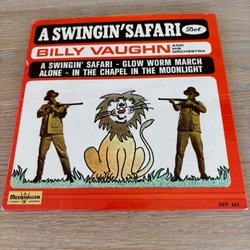 A SWINGIN' SAFARI Dot
BILLY VAUGHN AND HIS ORCHESTRA
A SWINGIN' SAFARI - GLOW WORM MARCH
ALONE - IN THE CHAPEL IN THE MOONLIGHT
Musidisc
DEP 661